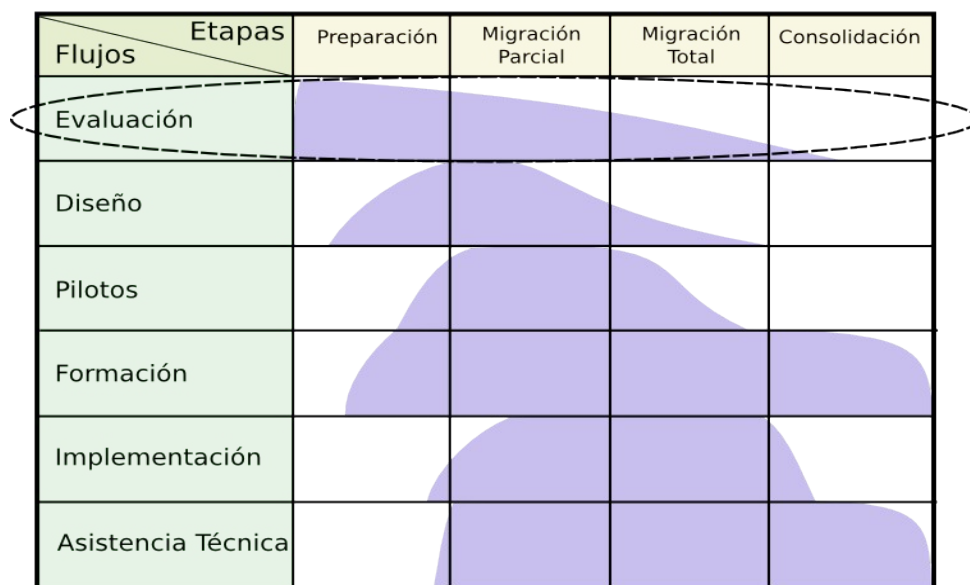 Etapas
Flujos
Preparación
Migración
Parcial
Migración
Total
Consolidación
Evaluación
Diseño
Pilotos
Formación
Implementación
Asistencia Técnica